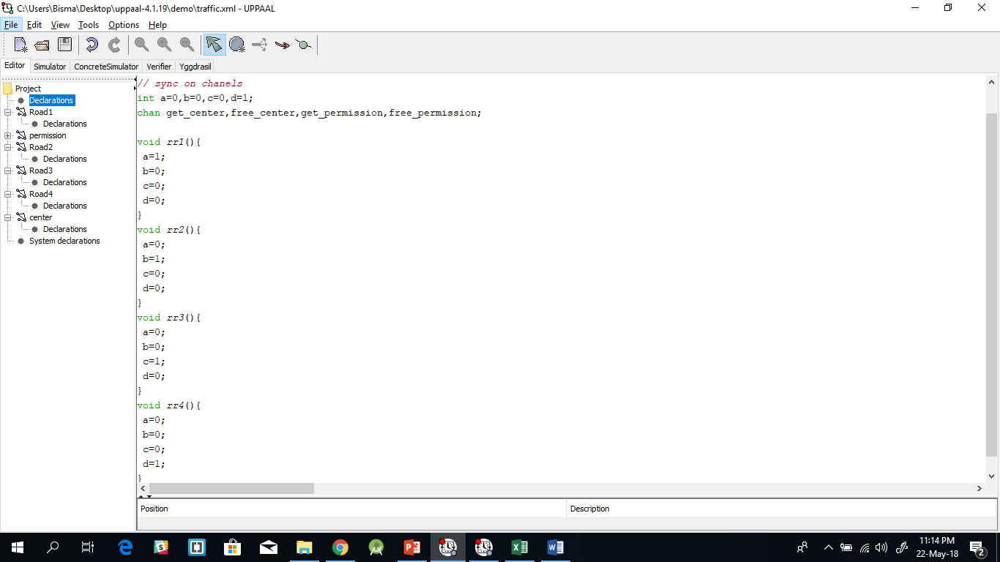 C:\Users\Bisma\Desktop\uppaal-4.1.19\demo\traffic.xml - UPPAAL
File Edit View Tools Options Help
Editor Simulator ConcreteSimulator Verifier Yggdrasil
Project
Declarations
Road1
Declarations
permission
Road2
Declarations
Road3
Declarations
Road4
Declarations
center
Declarations
System declarations
// sync on chanels
int a=0,b=0,c=0,d=1;
chan get_center,free_center,get_permission,free_permission;
void rr1(){
a=1;
b=0;
c=0;
d=0;
}
void rr2(){
a=0;
b=1;
c=0;
d=0;
}
void rr3(){
a=0;
b=0;
c=1;
d=0;
}
void rr4(){
a=0;
b=0;
c=0;
d=1;
}
Position Description
11:14 PM
22-May-18
2